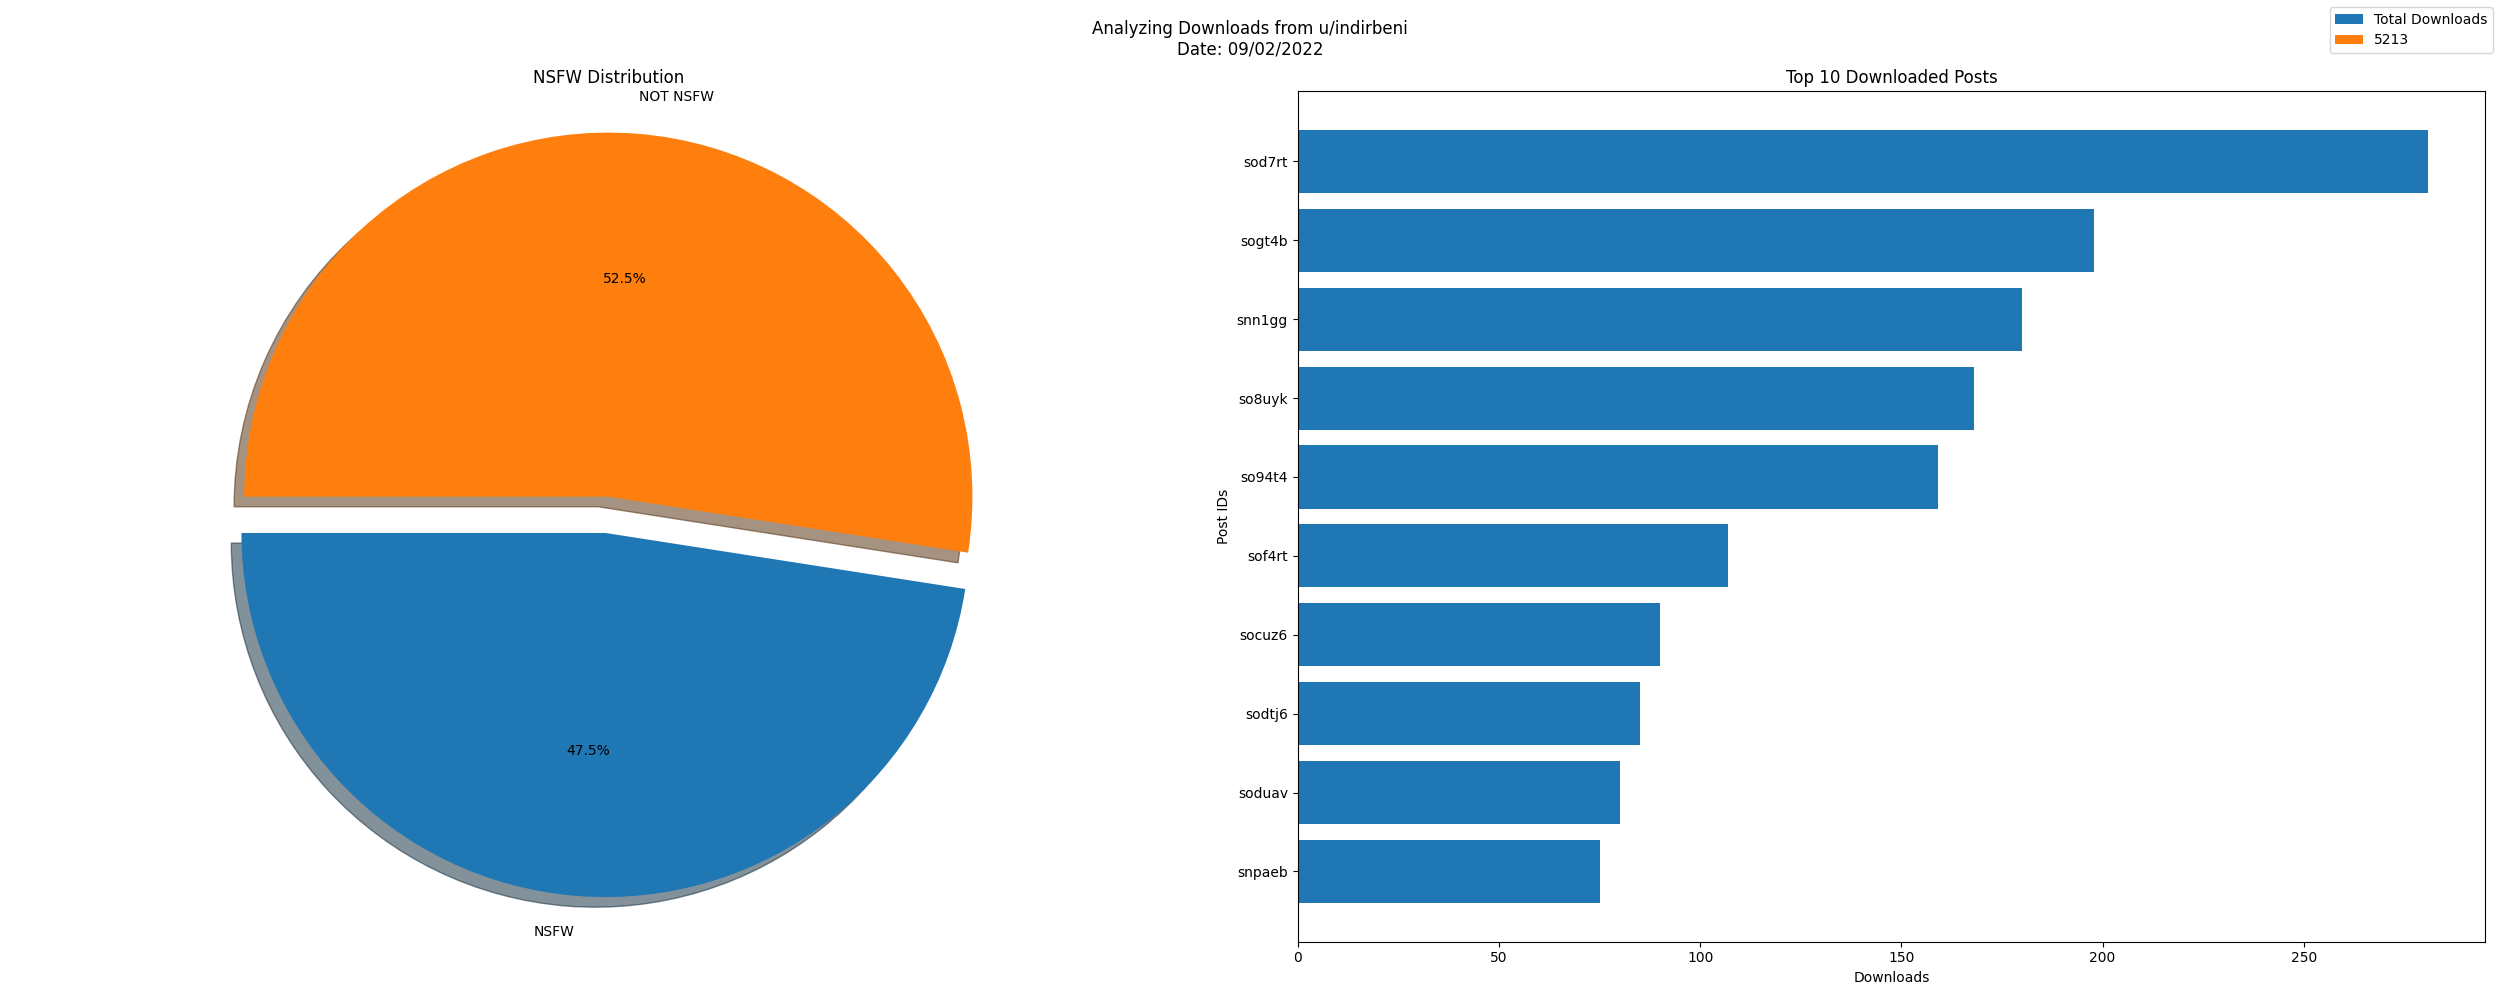 Analyzing Downloads from u/indirbeni
Date: 09/02/2022
Total Downloads
5213
NSFW Distribution
NOT NSFW
52.5%
47.5%
NSFW
Top 10 Downloaded Posts
Post IDs
sod7rt
sogt4b
snn1gg
so8uyk
so94t4
sof4rt
socuz6
sodtj6
soduav
snpaeb
0 50 100 150 200 250
Downloads